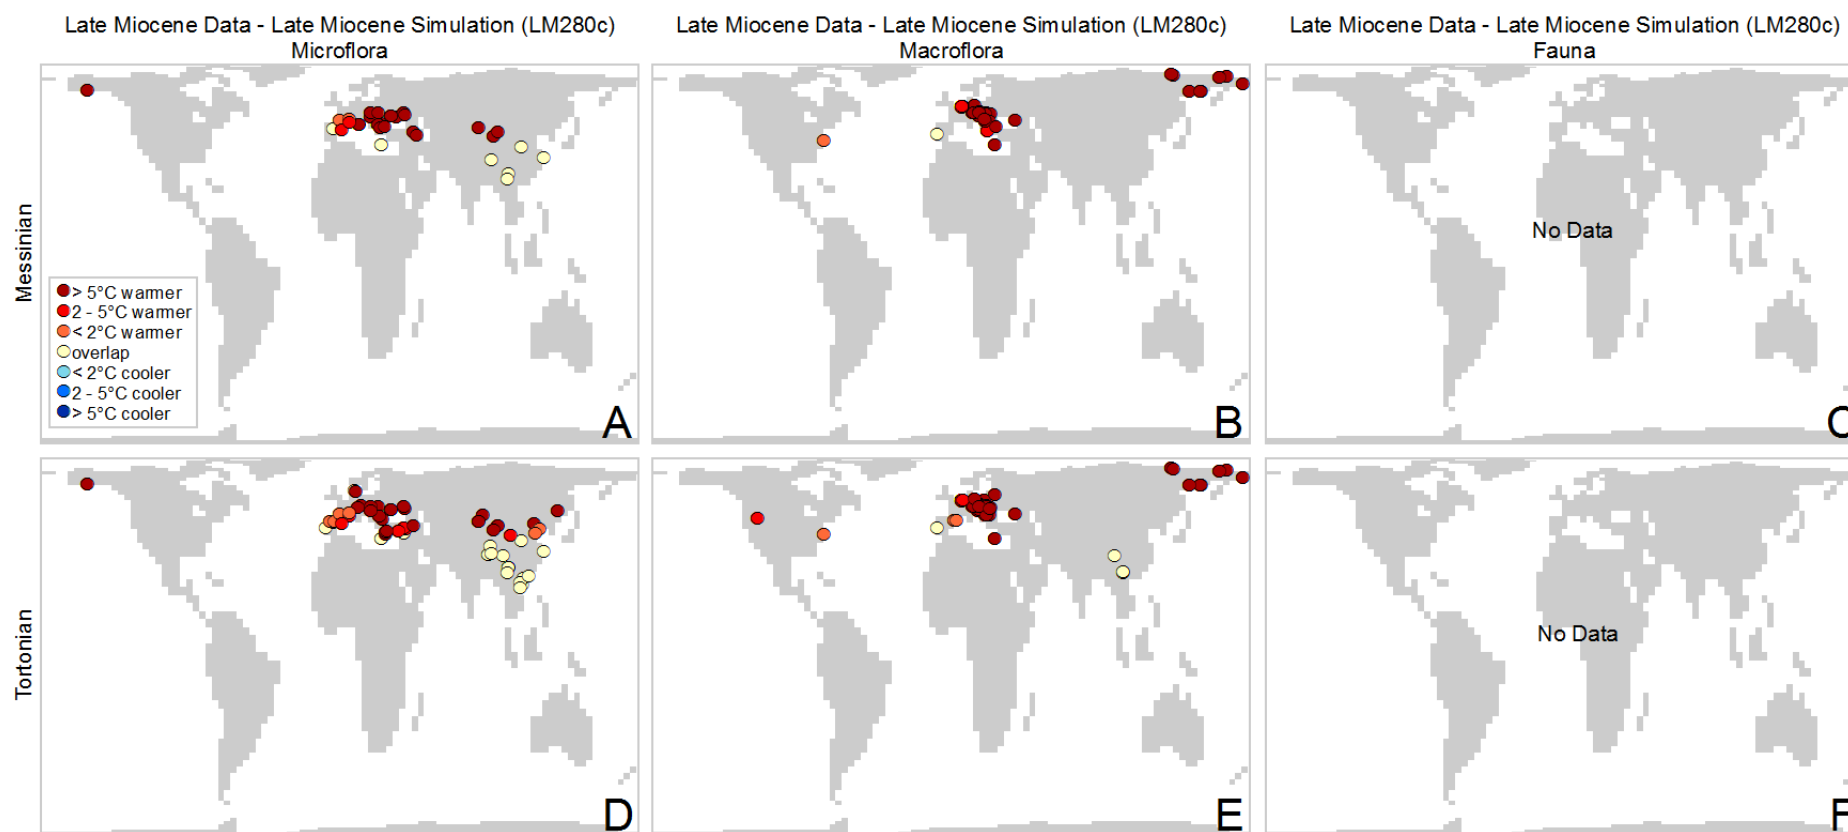 Late Miocene Data - Late Miocene Simulation (LM280c)
Microflora
Late Miocene Data - Late Miocene Simulation (LM280c)
Macroflora
Late Miocene Data - Late Miocene Simulation (LM280c)
Fauna
Messinian
> 5°C warmer
2 - 5°C warmer
< 2°C warmer
overlap
< 2°C cooler
2 - 5°C cooler
> 5°C cooler
A
B
No Data
C
Tortonian
D
E
No Data
F